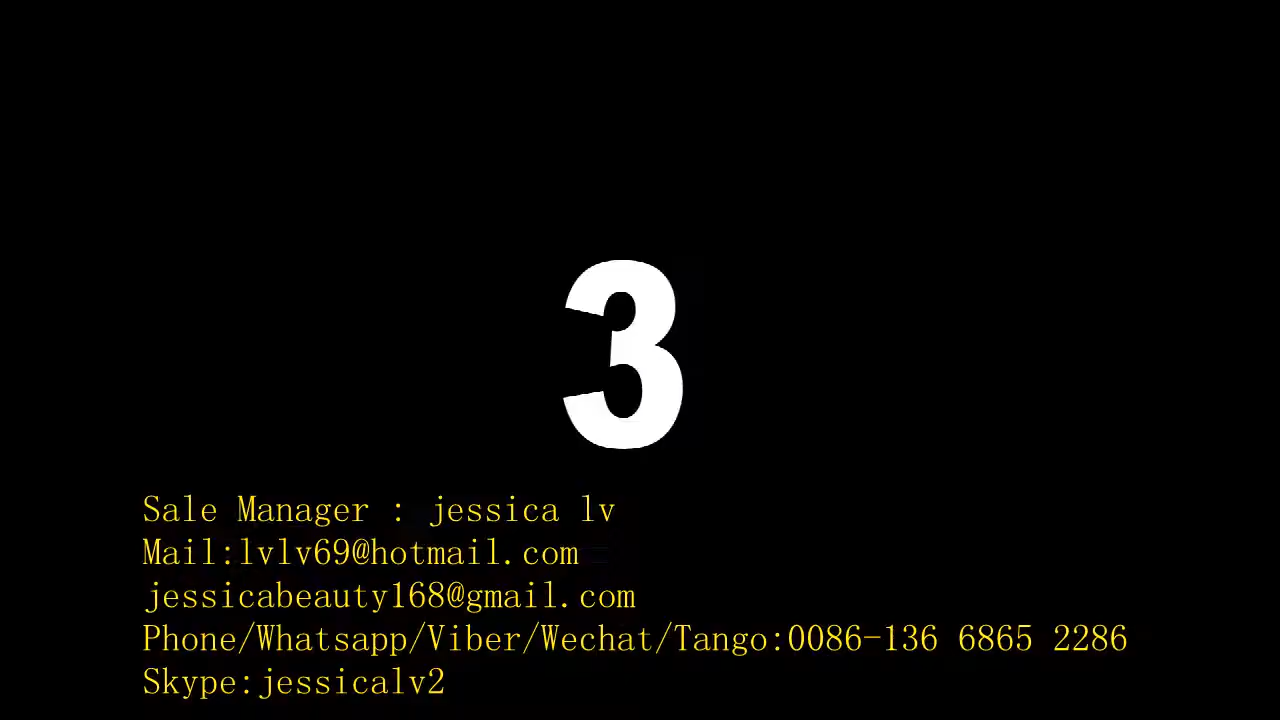 3
Sale Manager : jessica lv
Mail:lvlv69@hotmail.com
jessicabeauty168@gmail.com
Phone/Whatsapp/Viber/Wechat/Tango:0086-136 6865 2286
Skype:jessicalv2